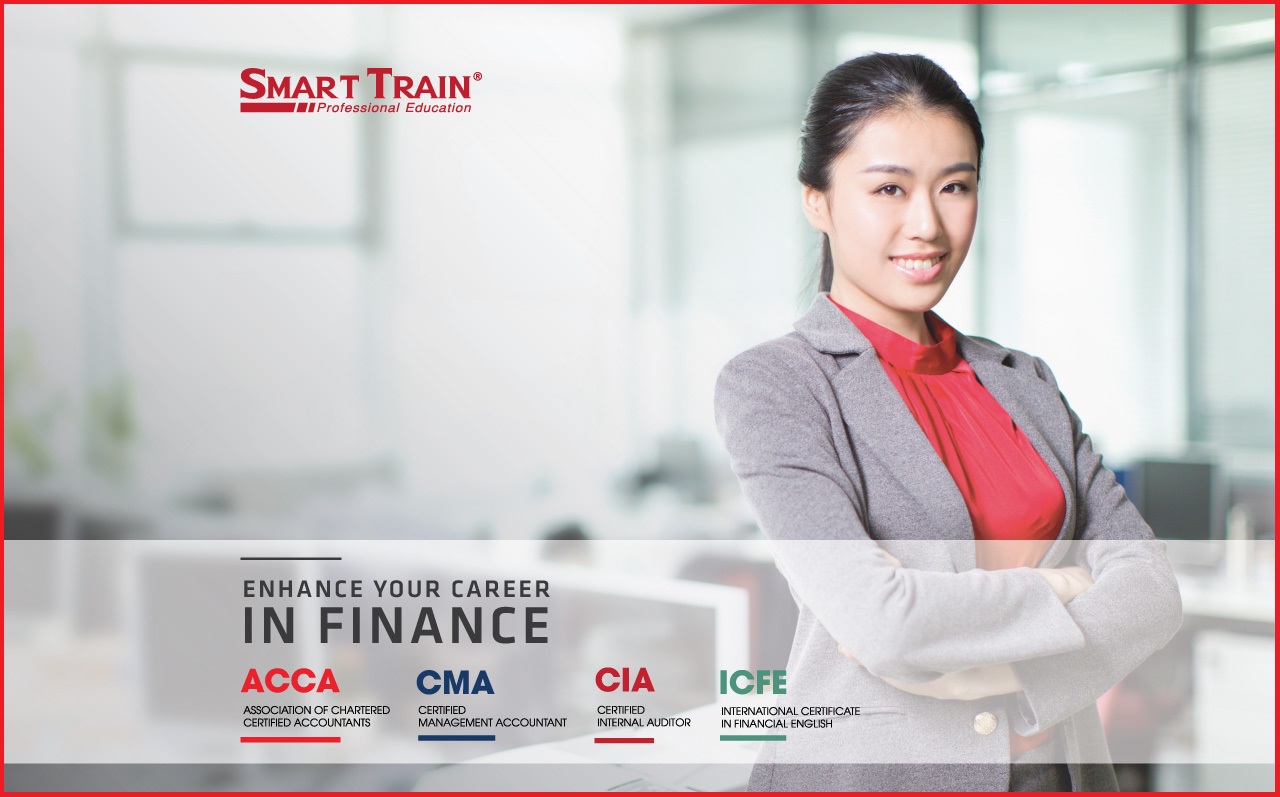 SMART TRAIN®
Professional Education
ENHANCE YOUR CAREER
IN FINANCE
ACCA
ASSOCIATION OF CHARTERED
CERTIFIED ACCOUNTANTS
CMA
CERTIFIED
MANAGEMENT ACCOUNTANT
CIA
CERTIFIED
INTERNAL AUDITOR
ICFE
INTERNATIONAL CERTIFICATE
IN FINANCIAL ENGLISH